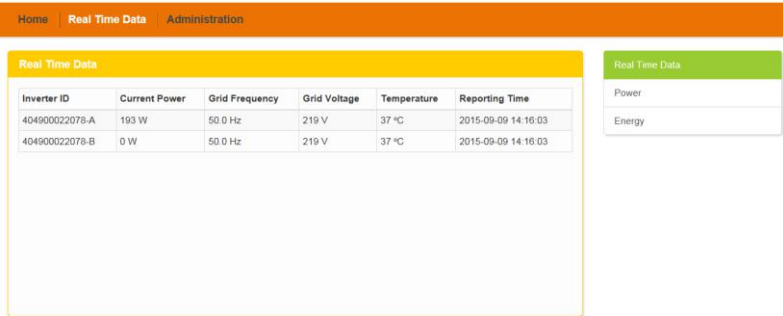 Home Real Time Data Administration
Real Time Data
Inverter ID Current Power Grid Frequency Grid Voltage Temperature Reporting Time
404900022078-A 193 W 50.0 Hz 219 V 37 ºC 2015-09-09 14:16:03
404900022078-B 0 W 50.0 Hz 219 V 37 ºC 2015-09-09 14:16:03
Real Time Data
Power
Energy